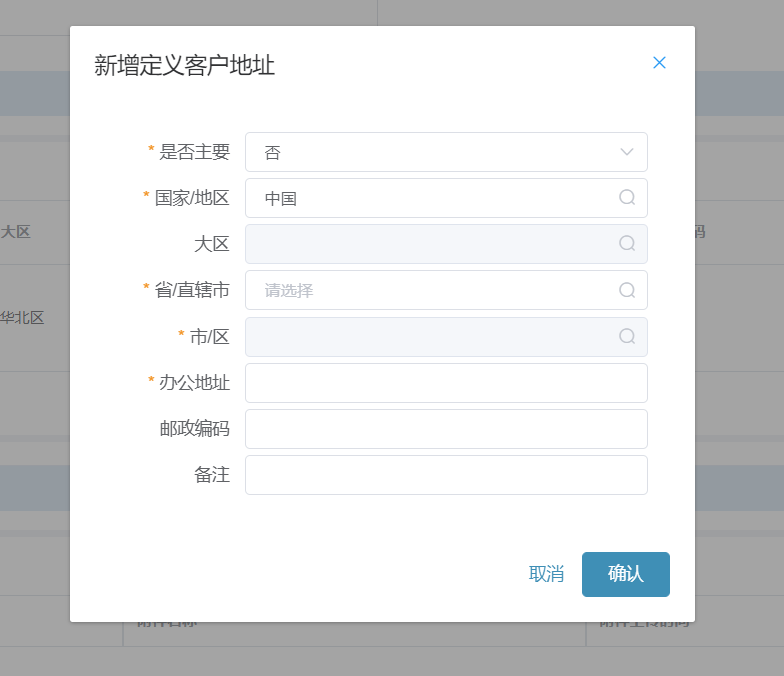 新增定义客户地址
* 是否主要 否
* 国家/地区 中国
大区
大区
码
* 省/直辖市 请选择
华北区
* 市/区
* 办公地址
邮政编码
备注
取消 确认